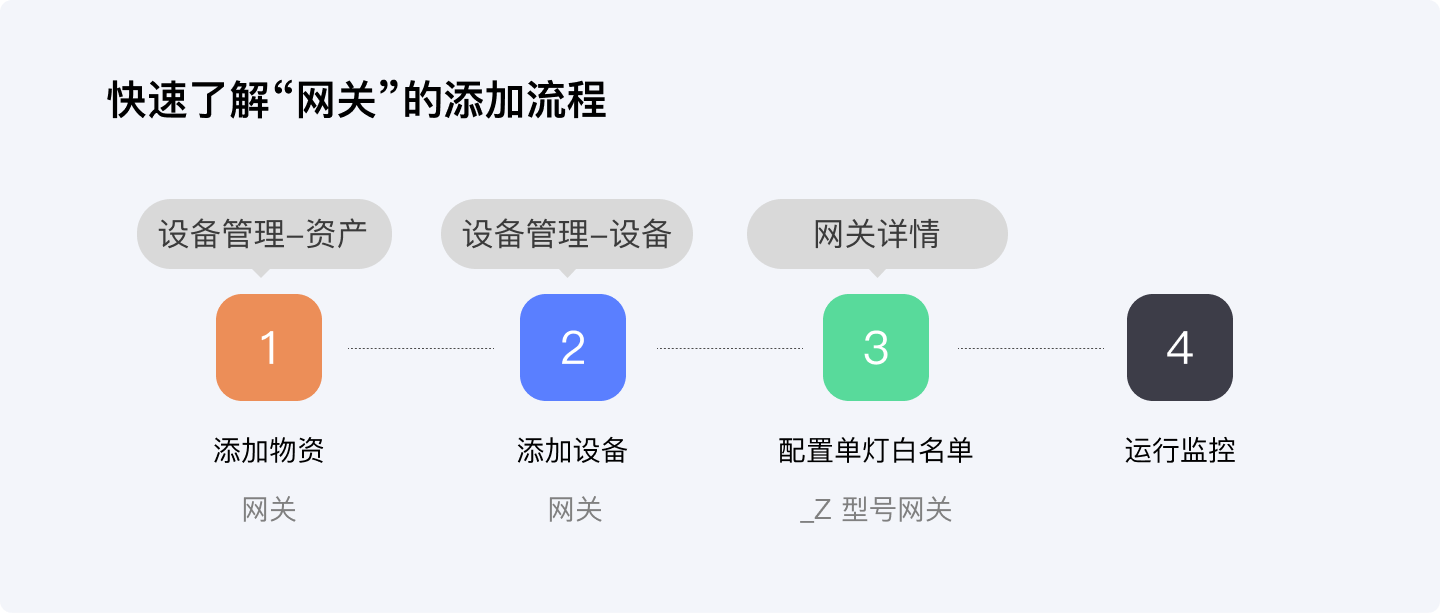 快速了解“网关”的添加流程
设备管理–资产
设备管理–设备
网关详情
1
2
3
4
添加物资
添加设备
配置单灯白名单
运行监控
网关
网关
_Z 型号网关